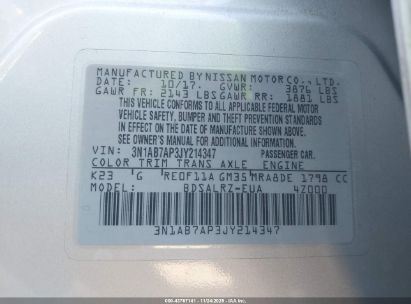 MANUFACTURED BY NISSAN MOTOR CO., LTD.
DATE: 10/17. GVWR: 3876 LBS
GAWR FR: 2143 LBS GAWR RR: 1881 LBS
THIS VEHICLE CONFORMS TO ALL APPLICABLE FEDERAL MOTOR
VEHICLE SAFETY, BUMPER AND THEFT PREVENTION STANDARDS
IN EFFECT ON THE DATE OF MANUFACTURE SHOWN ABOVE.
SEE OWNER'S MANUAL FOR ADDITIONAL INFORMATION
VIN: 3N1AB7AP3JY214347 PASSENGER CAR
COLOR TRIM TRANS AXLE ENGINE
K23 G RE0F11A GM35 MRA8DE 1798 CC
MODEL: BDSALRZ-EUA 4Z000
3N1AB7AP3JY214347